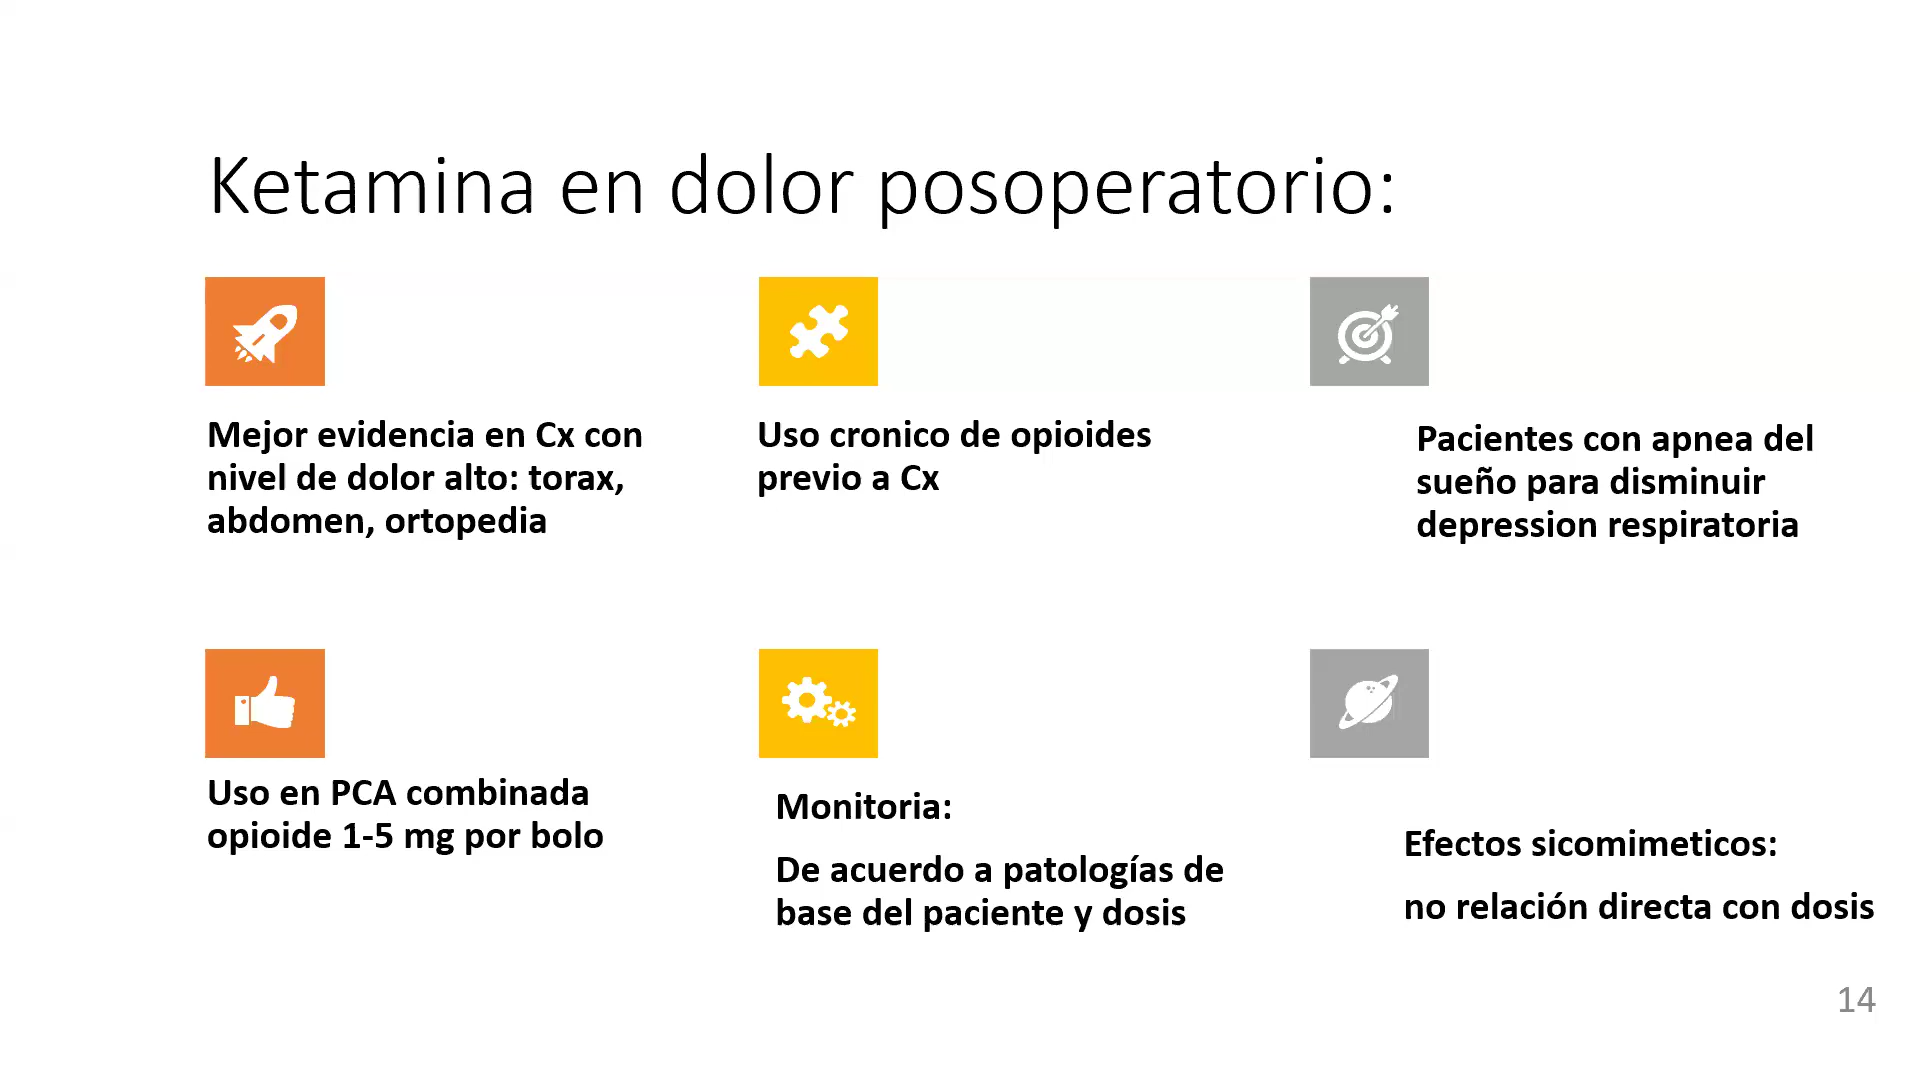 Ketamina en dolor posoperatorio:
Mejor evidencia en Cx con
nivel de dolor alto: torax,
abdomen, ortopedia
Uso cronico de opioides
previo a Cx
Pacientes con apnea del
sueño para disminuir
depression respiratoria
Uso en PCA combinada
opioide 1-5 mg por bolo
Monitoria:
De acuerdo a patologías de
base del paciente y dosis
Efectos sicomimeticos:
no relación directa con dosis
14